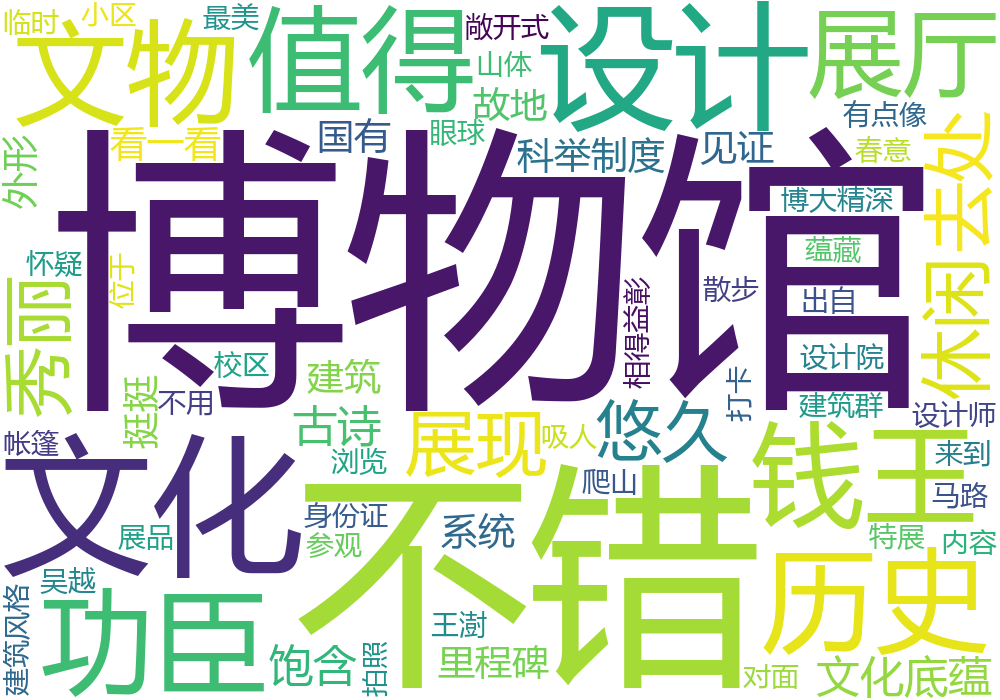 临时
小区
最美
文物
值得
敞开式
山体
故地
设计
展厅
有点像
春意
看一看
国有
眼球
科举制度
见证
去处
外形
博物馆
博大精深
蕴藏
怀疑
位于
相得益彰
散步
出自
休闲
秀丽
校区
建筑
设计院
挺拔
不用
古诗
展现
吸人
悠久
打卡
建筑群
设计师
帐篷
文化
浏览
爬山
钱王
来到
马路
展品
身份证
参观
系统
不错
特展
内容
吴越
历史
建筑风格
功臣
饱含
拍照
王澍
里程碑
对面
文化底蕴